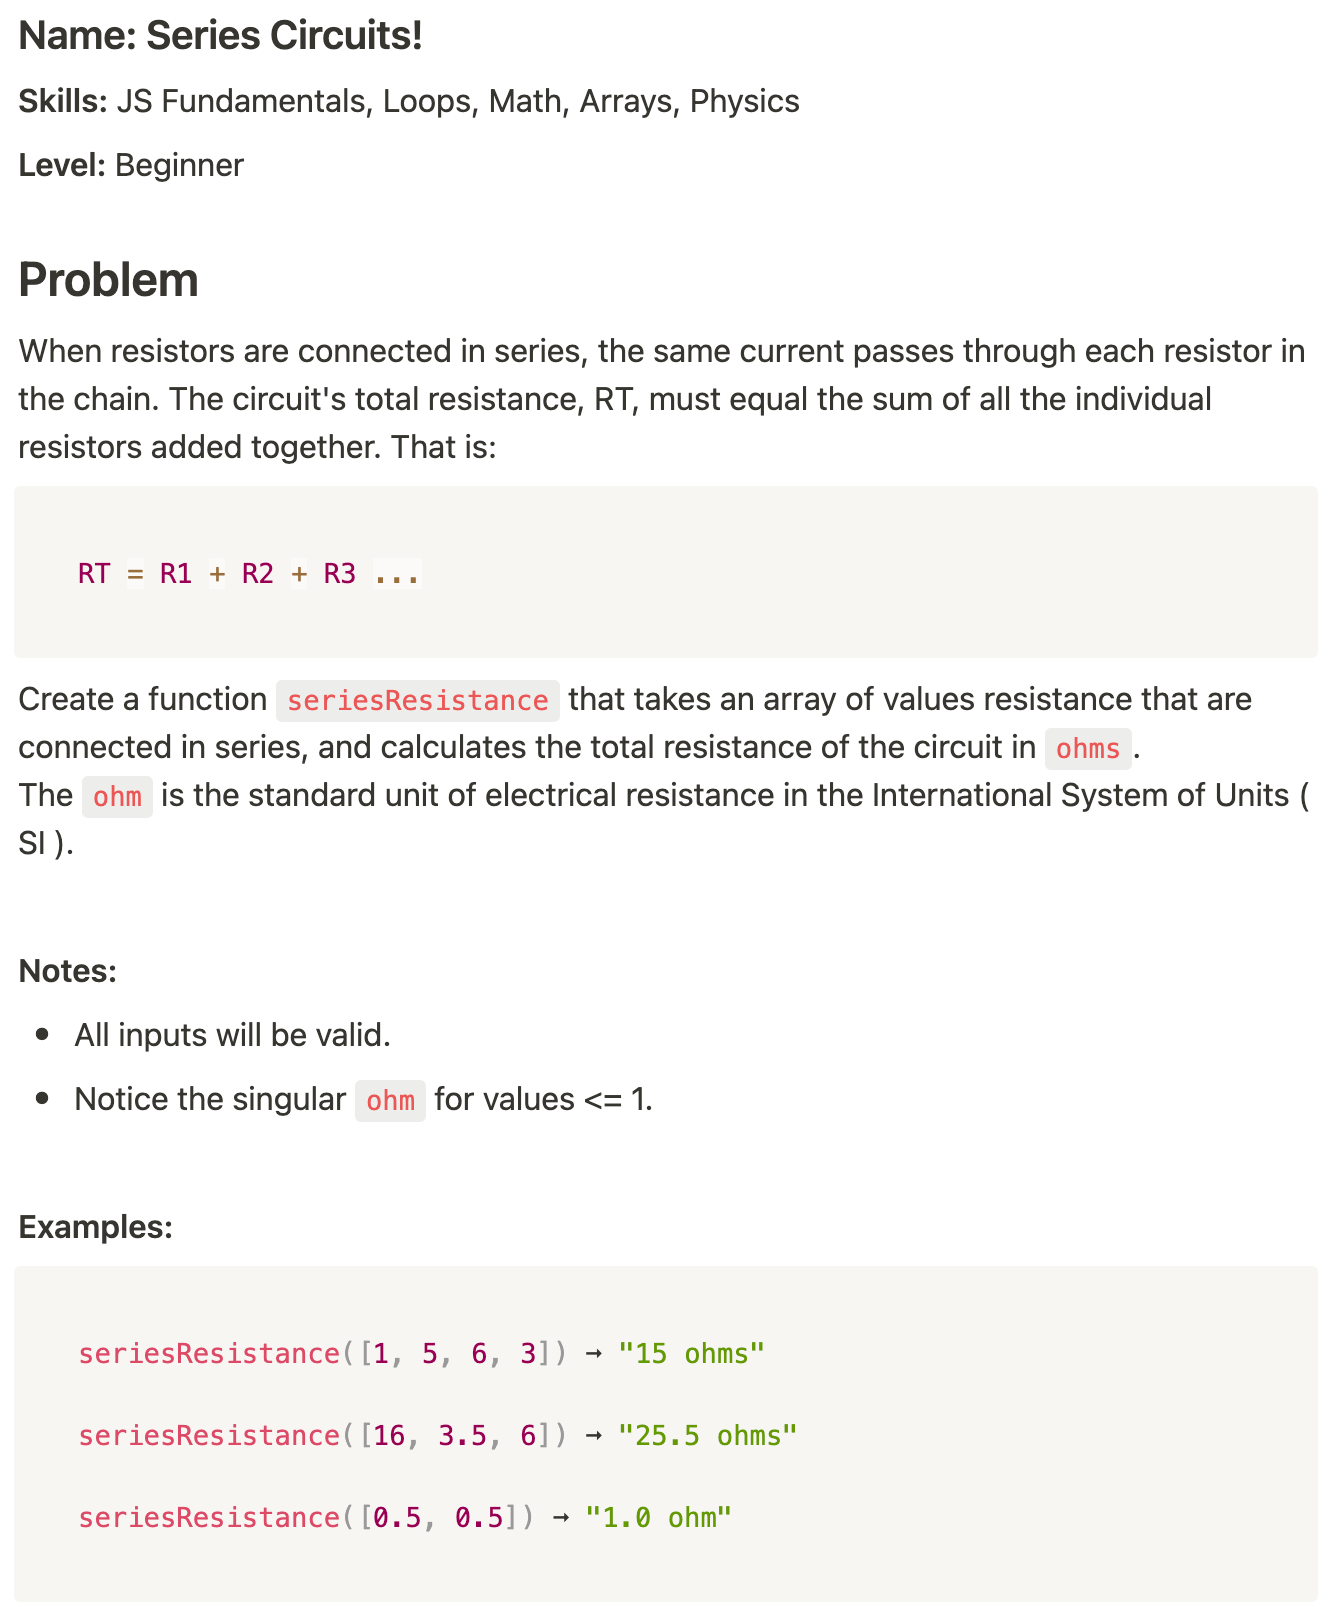 Name: Series Circuits!
Skills: JS Fundamentals, Loops, Math, Arrays, Physics
Level: Beginner
Problem
When resistors are connected in series, the same current passes through each resistor in
the chain. The circuit's total resistance, RT, must equal the sum of all the individual
resistors added together. That is:
RT = R1 + R2 + R3 ...
Create a function seriesResistance that takes an array of values resistance that are
connected in series, and calculates the total resistance of the circuit in ohms.
The ohm is the standard unit of electrical resistance in the International System of Units (
SI ).
Notes:
• All inputs will be valid.
• Notice the singular ohm for values <= 1.
Examples:
seriesResistance([1, 5, 6, 3]) → "15 ohms"
seriesResistance([16, 3.5, 6]) → "25.5 ohms"
seriesResistance([0.5, 0.5]) → "1.0 ohm"